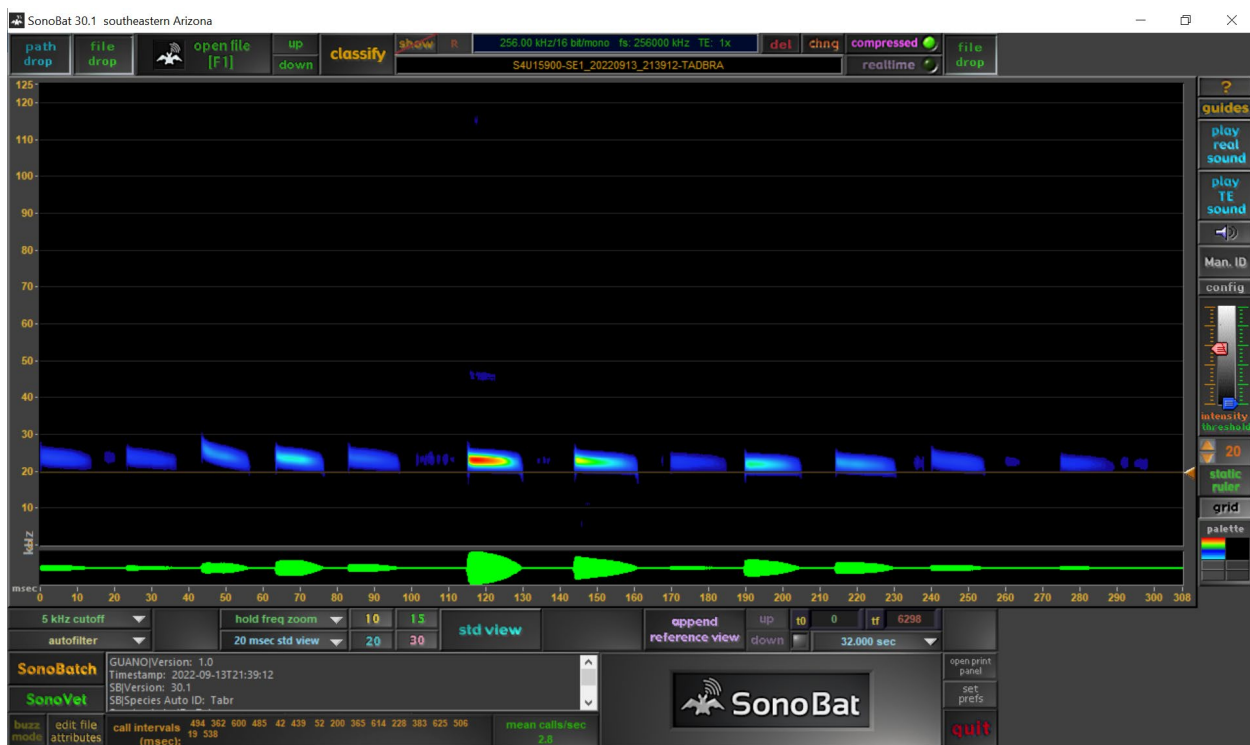 SonoBat 30.1 southeastern Arizona
path drop
file drop
open file [F1]
up
down
classify
show
R
256.00 kHz/16 bit/mono fs: 256000 kHz TE: 1x
S4U15900-SE1_20220913_213912-TADBRA
del
chng
compressed
realtime
file drop
?
guides
play real sound
play TE sound
Man. ID
config
intensity
threshold
20
static ruler
grid
palette
125
120
110
100
90
80
70
60
50
40
30
20
10
kHz
msec
0 10 20 30 40 50 60 70 80 90 100 110 120 130 140 150 160 170 180 190 200 210 220 230 240 250 260 270 280 290 300 308
5 kHz cutoff
autofilter
hold freq zoom
20 msec std view
10
15
20
30
std view
append reference view
up
down
t0
0
tf
6298
32.000 sec
SonoBatch
SonoVet
buzz mode
edit file attributes
GUANO|Version: 1.0
Timestamp: 2022-09-13T21:39:12
SB|Version: 30.1
SB|Species Auto ID: Tabr
call intervals (msec):
494 362 600 485 42 439 52 200 365 614 228 383 625 506
19 538
mean calls/sec
2.8
SonoBat
open print panel
set prefs
quit